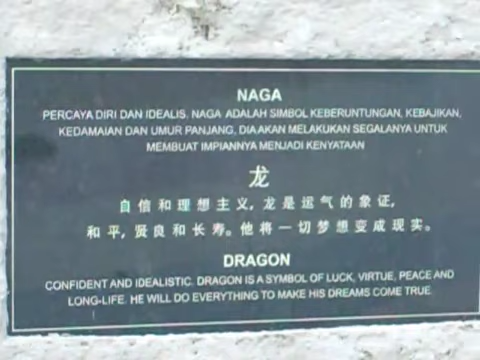 NAGA
PERCAYA DIRI DAN IDEALIS. NAGA ADALAH SIMBOL KEBERUNTUNGAN, KEBAJIKAN,
KEDAMAIAN DAN UMUR PANJANG, DIA AKAN MELAKUKAN SEGALANYA UNTUK
MEMBUAT IMPIANNYA MENJADI KENYATAAN
龙
自信和理想主义, 龙是运气的象证,
和平, 贤良和长寿。他将一切梦想变成现实。
DRAGON
CONFIDENT AND IDEALISTIC. DRAGON IS A SYMBOL OF LUCK, VIRTUE, PEACE AND
LONG-LIFE. HE WILL DO EVERYTHING TO MAKE HIS DREAMS COME TRUE.